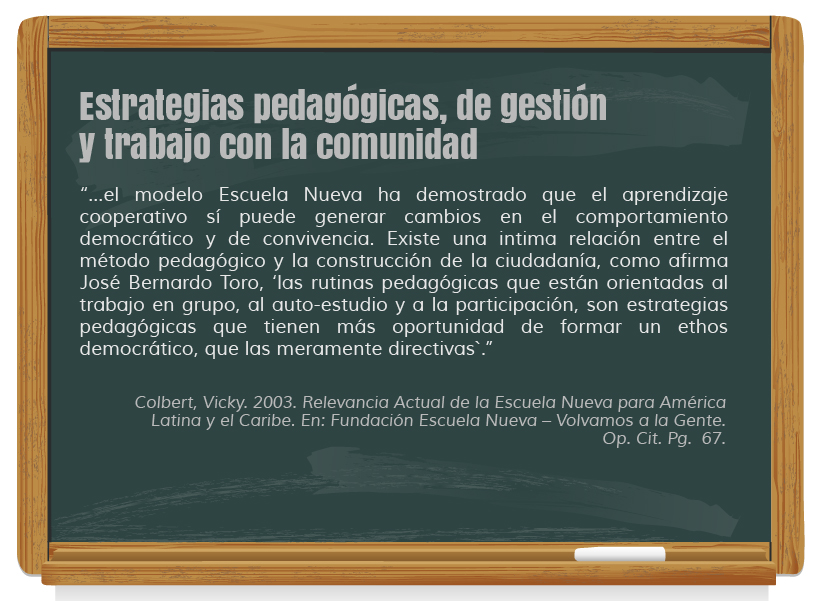 Estrategias pedagógicas, de gestión
y trabajo con la comunidad
“...el modelo Escuela Nueva ha demostrado que el aprendizaje
cooperativo sí puede generar cambios en el comportamiento
democrático y de convivencia. Existe una intima relación entre el
método pedagógico y la construcción de la ciudadanía, como afirma
José Bernardo Toro, ‘las rutinas pedagógicas que están orientadas al
trabajo en grupo, al auto-estudio y a la participación, son estrategias
pedagógicas que tienen más oportunidad de formar un ethos
democrático, que las meramente directivas`.”
Colbert, Vicky. 2003. Relevancia Actual de la Escuela Nueva para América
Latina y el Caribe. En: Fundación Escuela Nueva – Volvamos a la Gente.
Op. Cit. Pg. 67.